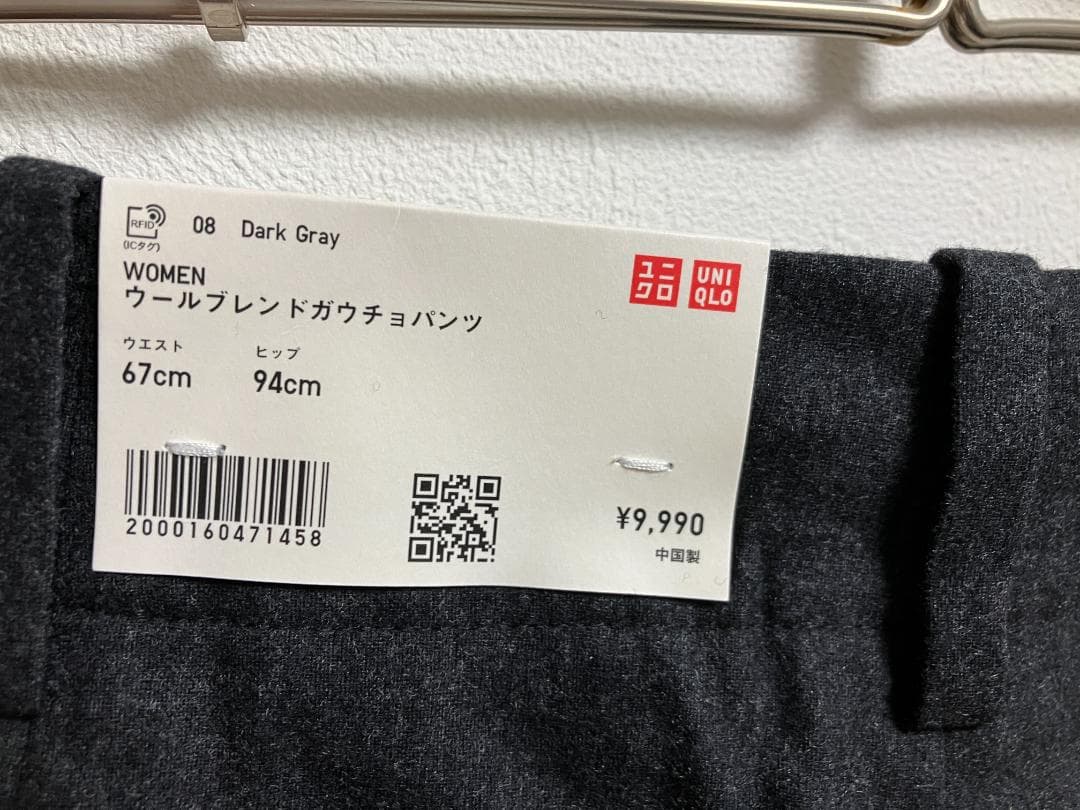 RFID 08 Dark Gray
(ICタグ)
WOMEN
ウールブレンドガウチョパンツ
ユニクロ UNIQLO
ウエスト ヒップ
67cm 94cm
2000160471458
¥9,990
中国製